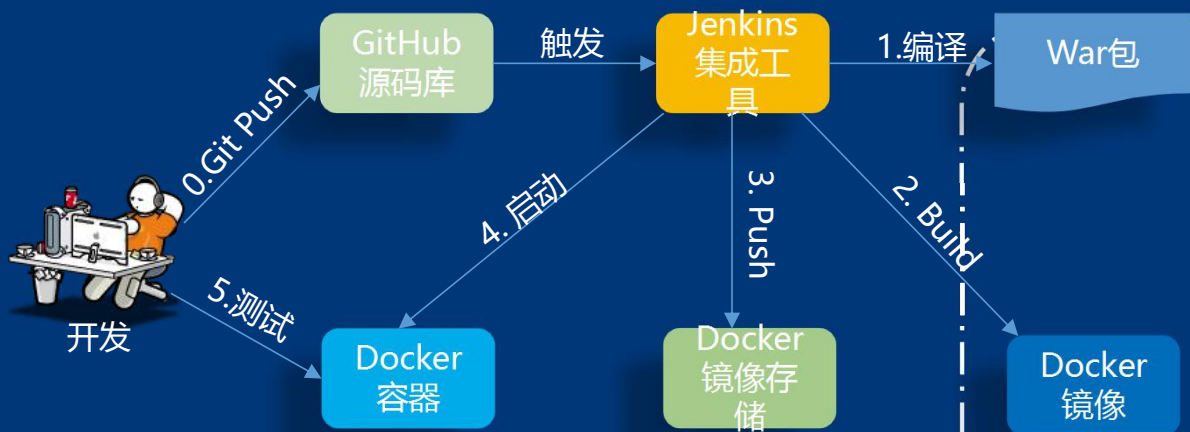 GitHub
源码库
触发
Jenkins
集成工
具
1.编译
War包
0.Git Push
4. 启动
3. Push
2. Build
5.测试
开发
Docker
容器
Docker
镜像存
储
Docker
镜像